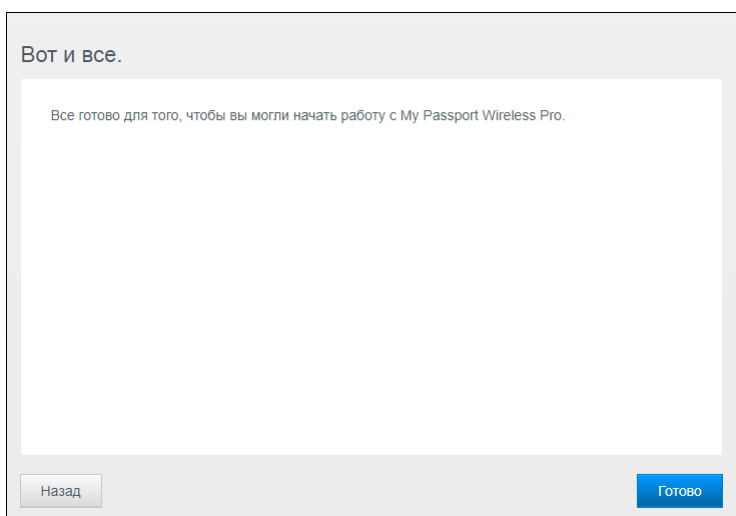 Вот и все.
Все готово для того, чтобы вы могли начать работу с My Passport Wireless Pro.
Назад
Готово